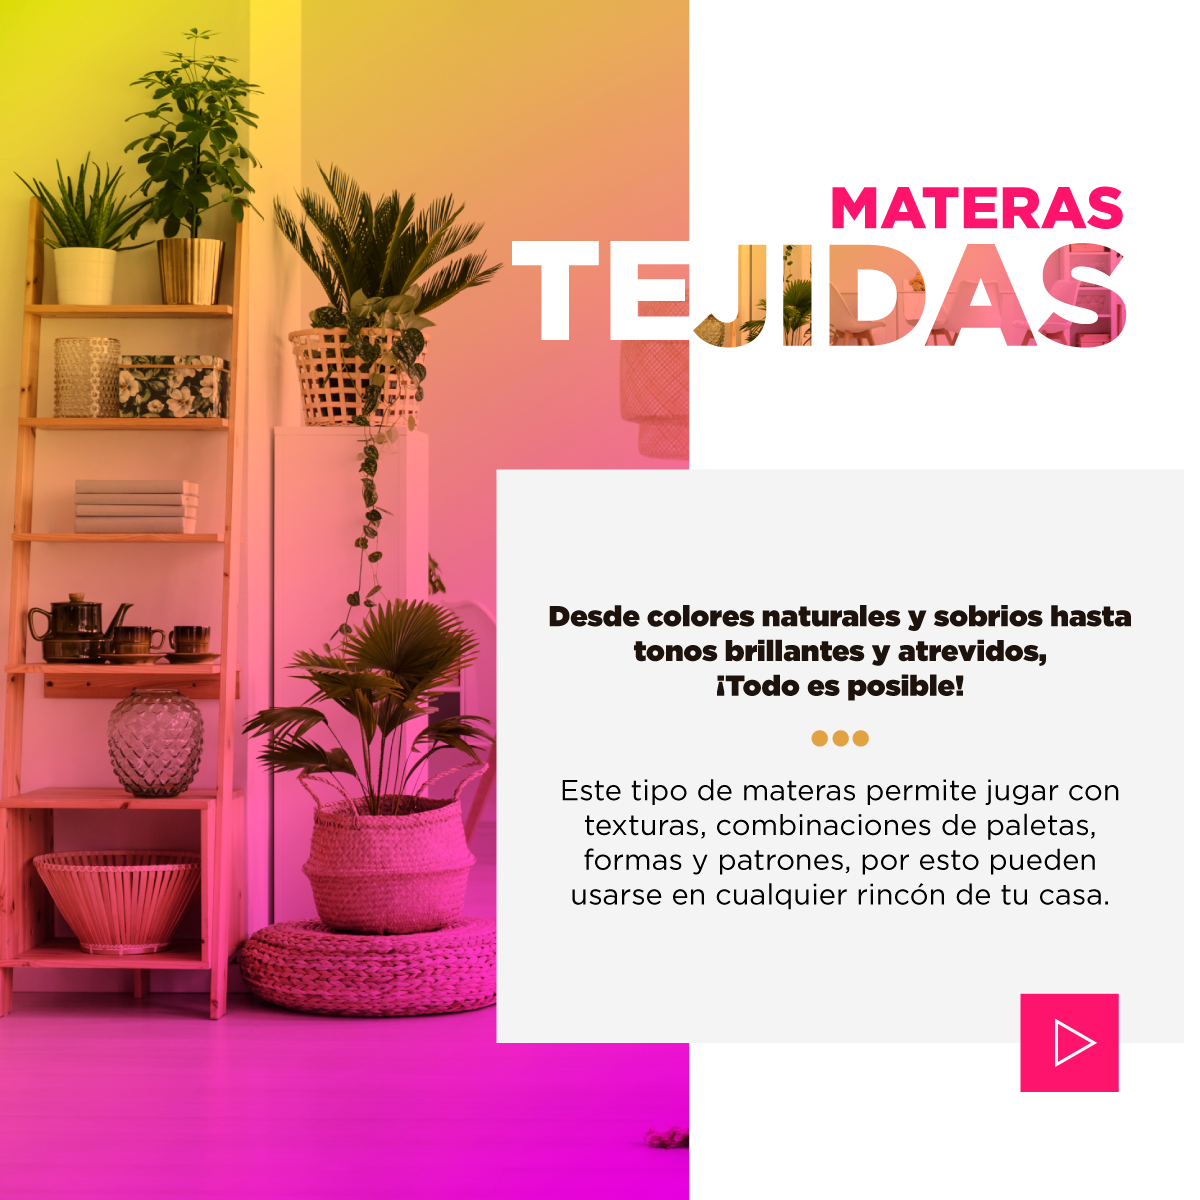 MATERAS
TEJIDAS
Desde colores naturales y sobrios hasta
tonos brillantes y atrevidos,
¡Todo es posible!
Este tipo de materas permite jugar con
texturas, combinaciones de paletas,
formas y patrones, por esto pueden
usarse en cualquier rincón de tu casa.